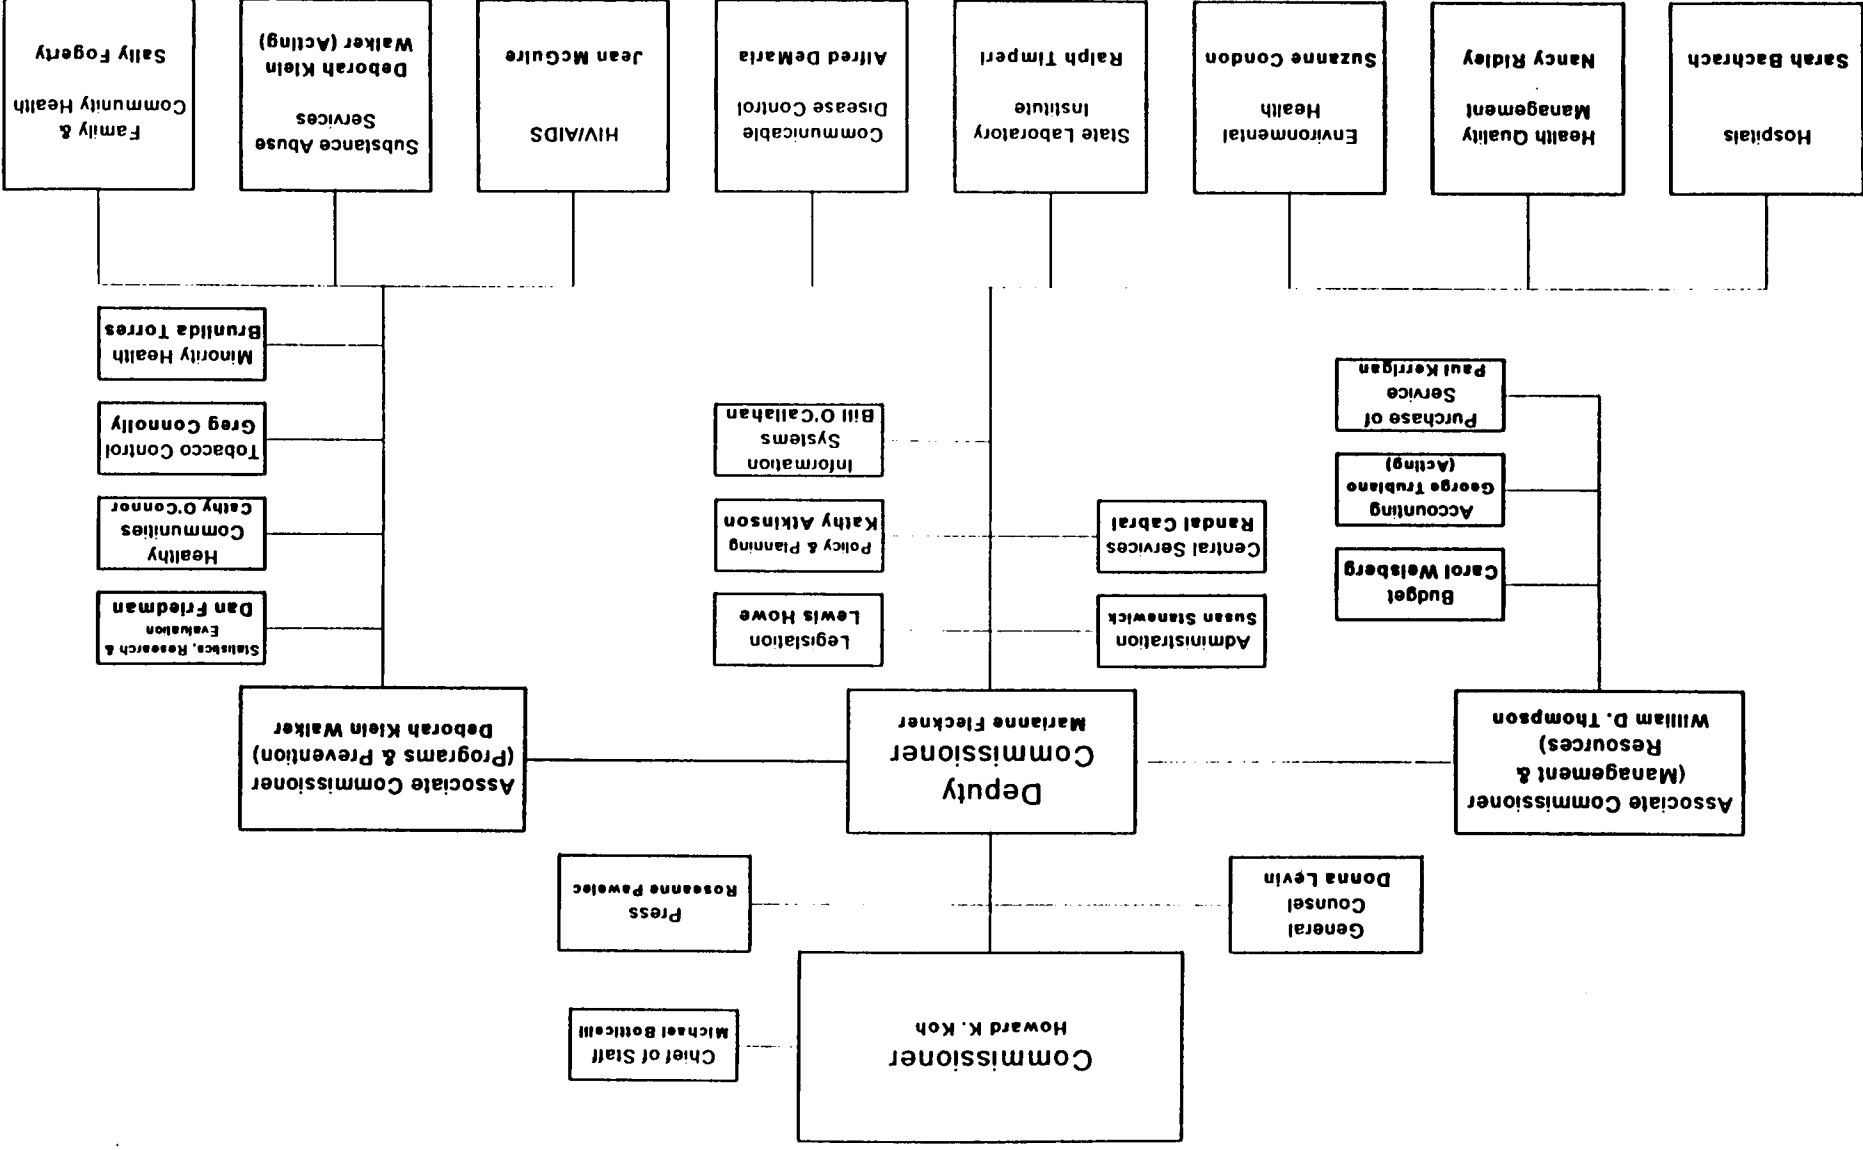 Commissioner
Howard K. Koh
Chief of Staff
Michael Botticelli
General
Counsel
Donna Levin
Press
Roseanne Pawelec
Associate Commissioner
(Management &
Resources)
William D. Thompson
Deputy
Commissioner
Marianne Fleckner
Associate Commissioner
(Programs & Prevention)
Deborah Klein Walker
Budget
Carol Weisberg
Accounting
George Trubiano
(Acting)
Purchase of
Service
Paul Kerrigan
Administration
Susan Stanewick
Central Services
Randal Cabral
Legislation
Lewis Howe
Policy & Planning
Kathy Atkinson
Information
Systems
Bill O'Callahan
Statistics, Research &
Evaluation
Dan Friedman
Healthy
Communities
Cathy O'Connor
Tobacco Control
Greg Connolly
Minority Health
Brunilda Torres
Hospitals
Sarah Bachrach
Health Quality
Management
Nancy Ridley
Environmental
Health
Suzanne Condon
State Laboratory
Institute
Ralph Timperi
Communicable
Disease Control
Alfred DeMaria
HIV/AIDS
Jean McGuire
Substance Abuse
Services
Deborah Klein
Walker (Acting)
Family &
Community Health
Sally Fogerty